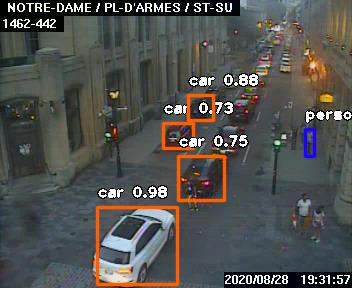 NOTRE-DAME / PL-D'ARMES / ST-SU
1462-442
car 0.88
car 0.73
perso
car 0.75
car 0.98
2020/08/28 19:31:57